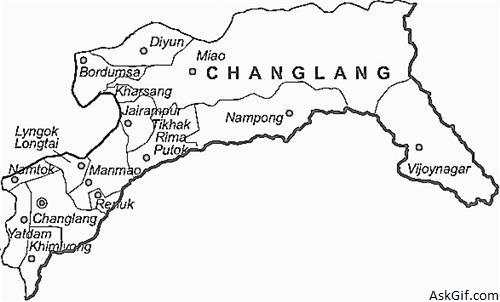 Diyun
Miao
Bordumsa
CHANGLANG
Kharsang
Jairampur
Tikhak
Rima
Putok
Nampong
Lyngok
Longtai
Namtok
Manmao
Vijoynagar
Renuk
Changlang
Yatdam
Khimiyong
AskGif.com